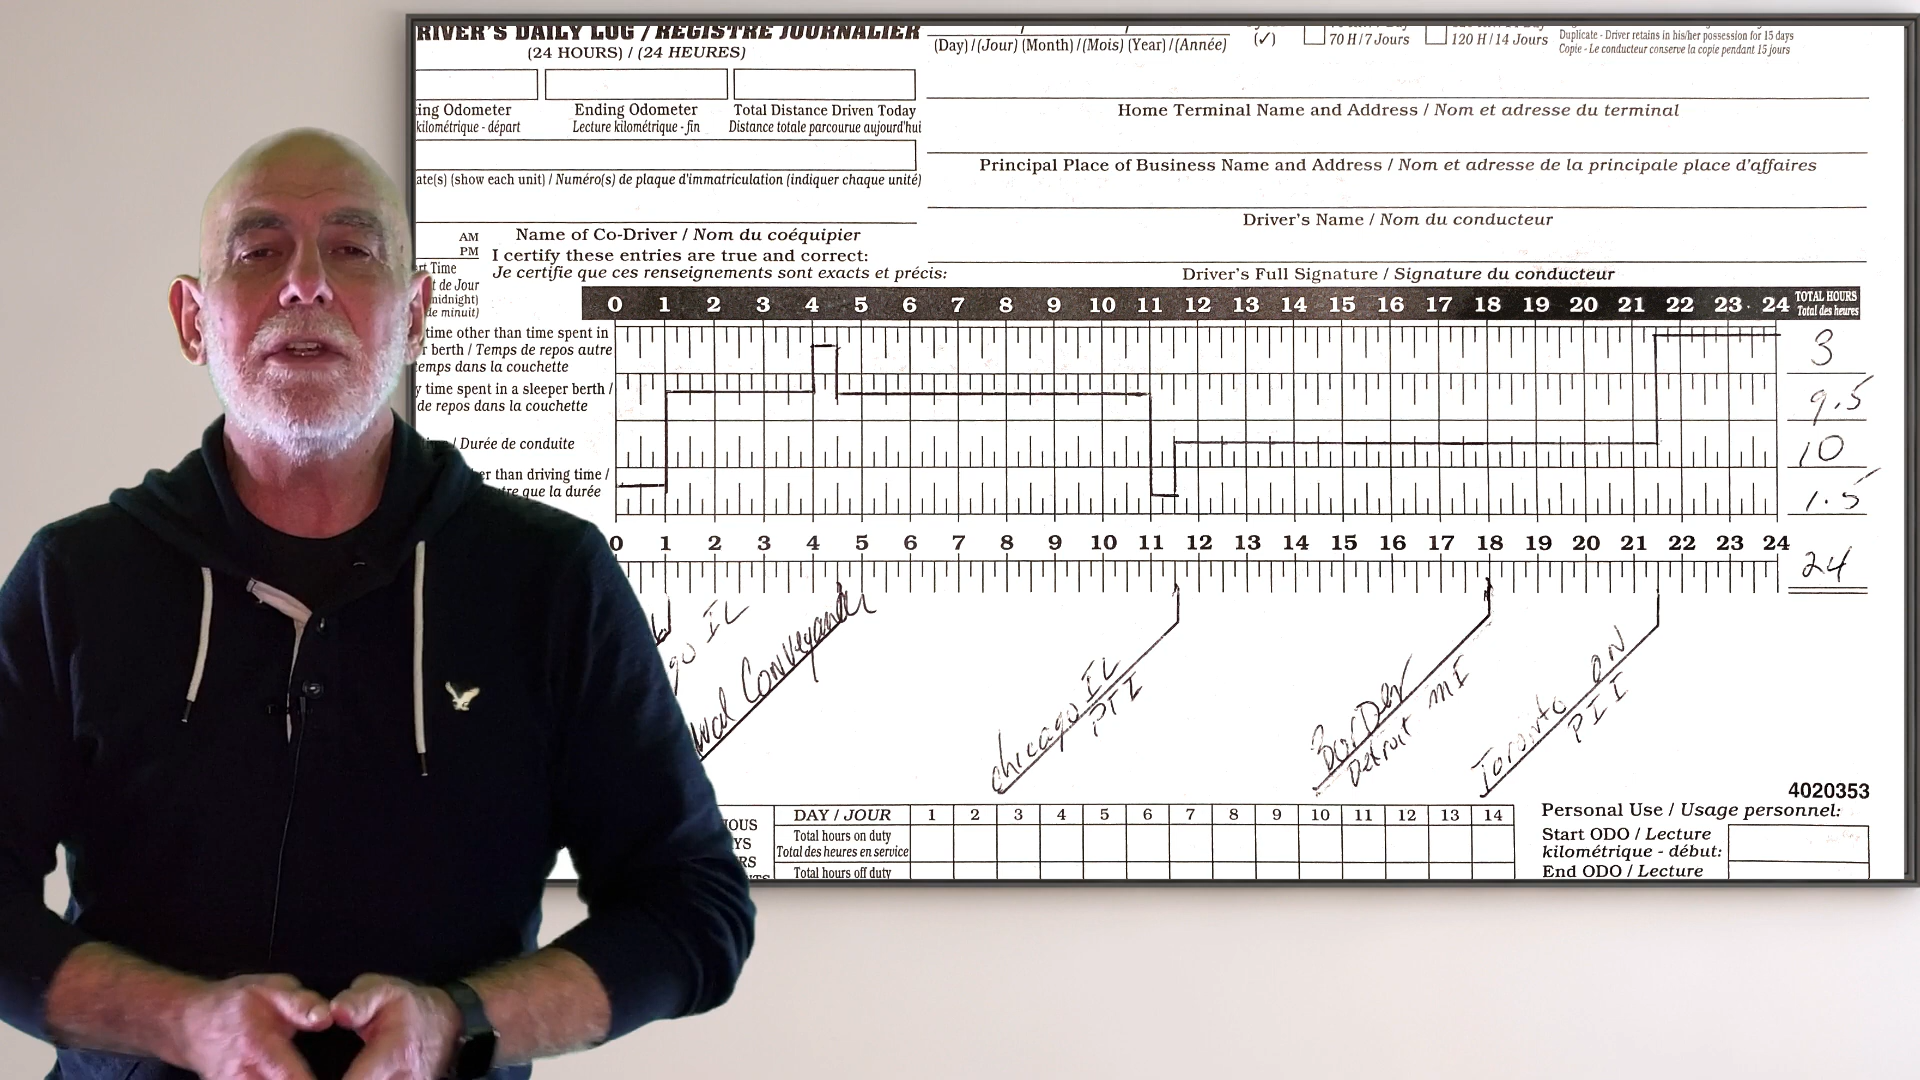 RIVER'S DAILY LOG / REGISTRE JOURNALIER
(24 HOURS) / (24 HEURES)
ing Odometer
kilométrique - départ
Ending Odometer
Lecture kilométrique - fin
Total Distance Driven Today
Distance totale parcourue aujourd'hui
ate(s) (show each unit) / Numéro(s) de plaque d'immatriculation (indiquer chaque unité)
(Day) / (Jour) (Month) / (Mois) (Year) / (Année)
(✓)
70 H / 7 Jours
120 H / 14 Jours
Duplicate - Driver retains in his/her possession for 15 days
Copie - Le conducteur conserve la copie pendant 15 jours
Home Terminal Name and Address / Nom et adresse du terminal
Principal Place of Business Name and Address / Nom et adresse de la principale place d'affaires
Driver's Name / Nom du conducteur
Name of Co-Driver / Nom du coéquipier
AM
PM
I certify these entries are true and correct:
Je certifie que ces renseignements sont exacts et précis:
Driver's Full Signature / Signature du conducteur
rt Time
t de Jour
midnight)
de minuit)
0 1 2 3 4 5 6 7 8 9 10 11 12 13 14 15 16 17 18 19 20 21 22 23 24
TOTAL HOURS
Total des heures
time other than time spent in
r berth / Temps de repos autre
temps dans la couchette
3
y time spent in a sleeper berth /
de repos dans la couchette
9.5
/ Durée de conduite
10
er than driving time /
tre que la durée
1.5
0 1 2 3 4 5 6 7 8 9 10 11 12 13 14 15 16 17 18 19 20 21 22 23 24
24
go IL
Chicago IL
PTI
Border
Detroit MI
Toronto ON
PII
4020353
OUS
YS
RS
DAY / JOUR 1 2 3 4 5 6 7 8 9 10 11 12 13 14
Total hours on duty
Total des heures en service
Total hours off duty
Personal Use / Usage personnel:
Start ODO / Lecture
kilométrique - début:
End ODO / Lecture